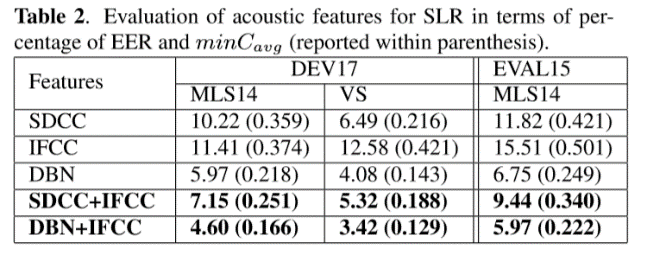 Table 2. Evaluation of acoustic features for SLR in terms of per-
centage of EER and minCavg (reported within parenthesis).
Features DEV17 EVAL15
MLS14 VS MLS14
SDCC 10.22 (0.359) 6.49 (0.216) 11.82 (0.421)
IFCC 11.41 (0.374) 12.58 (0.421) 15.51 (0.501)
DBN 5.97 (0.218) 4.08 (0.143) 6.75 (0.249)
SDCC+IFCC 7.15 (0.251) 5.32 (0.188) 9.44 (0.340)
DBN+IFCC 4.60 (0.166) 3.42 (0.129) 5.97 (0.222)